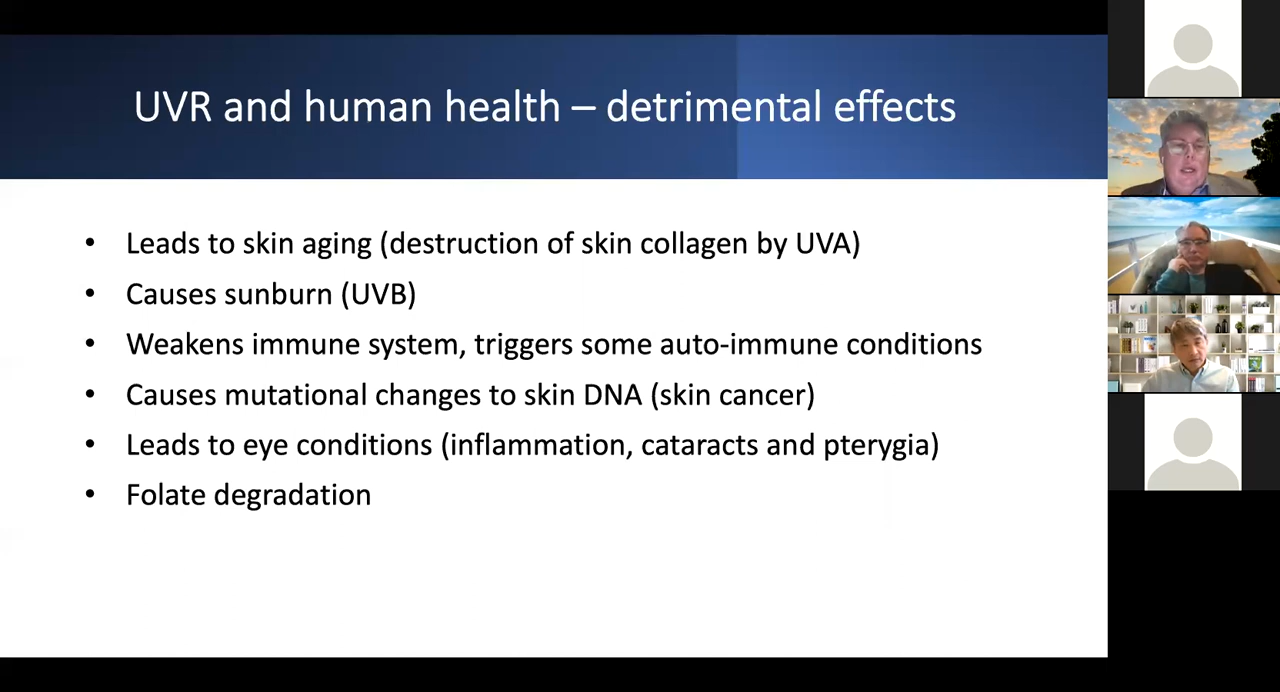 UVR and human health – detrimental effects
• Leads to skin aging (destruction of skin collagen by UVA)
• Causes sunburn (UVB)
• Weakens immune system, triggers some auto-immune conditions
• Causes mutational changes to skin DNA (skin cancer)
• Leads to eye conditions (inflammation, cataracts and pterygia)
• Folate degradation